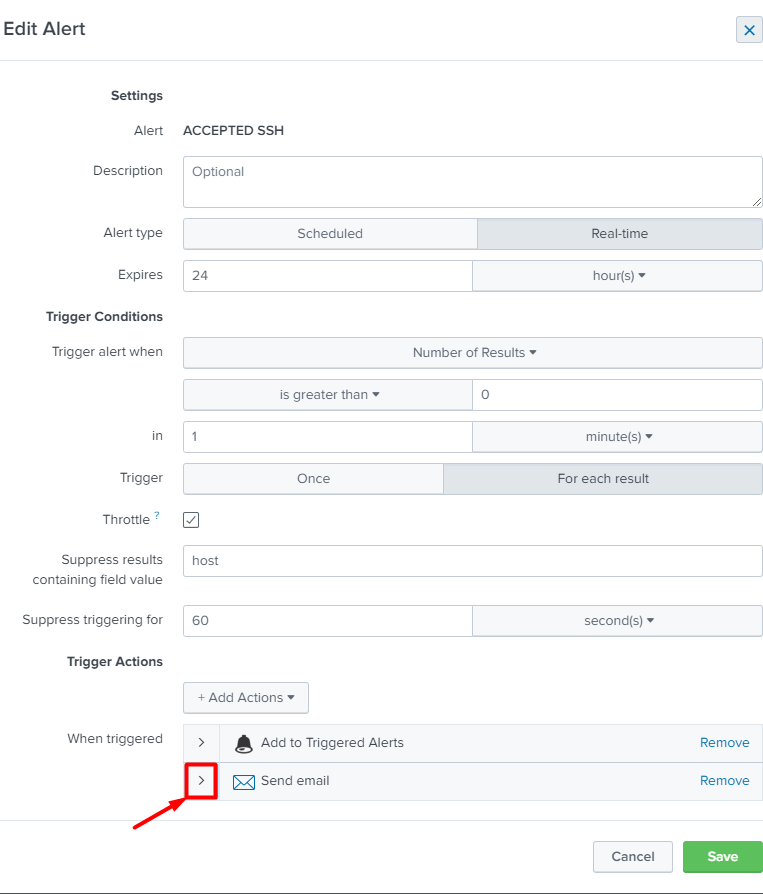 Edit Alert
Settings
Alert ACCEPTED SSH
Description Optional
Alert type Scheduled Real-time
Expires 24 hour(s)
Trigger Conditions
Trigger alert when Number of Results
is greater than 0
in 1 minute(s)
Trigger Once For each result
Throttle ?
Suppress results
containing field value host
Suppress triggering for 60 second(s)
Trigger Actions
+ Add Actions
When triggered Add to Triggered Alerts Remove
Send email Remove
Cancel Save